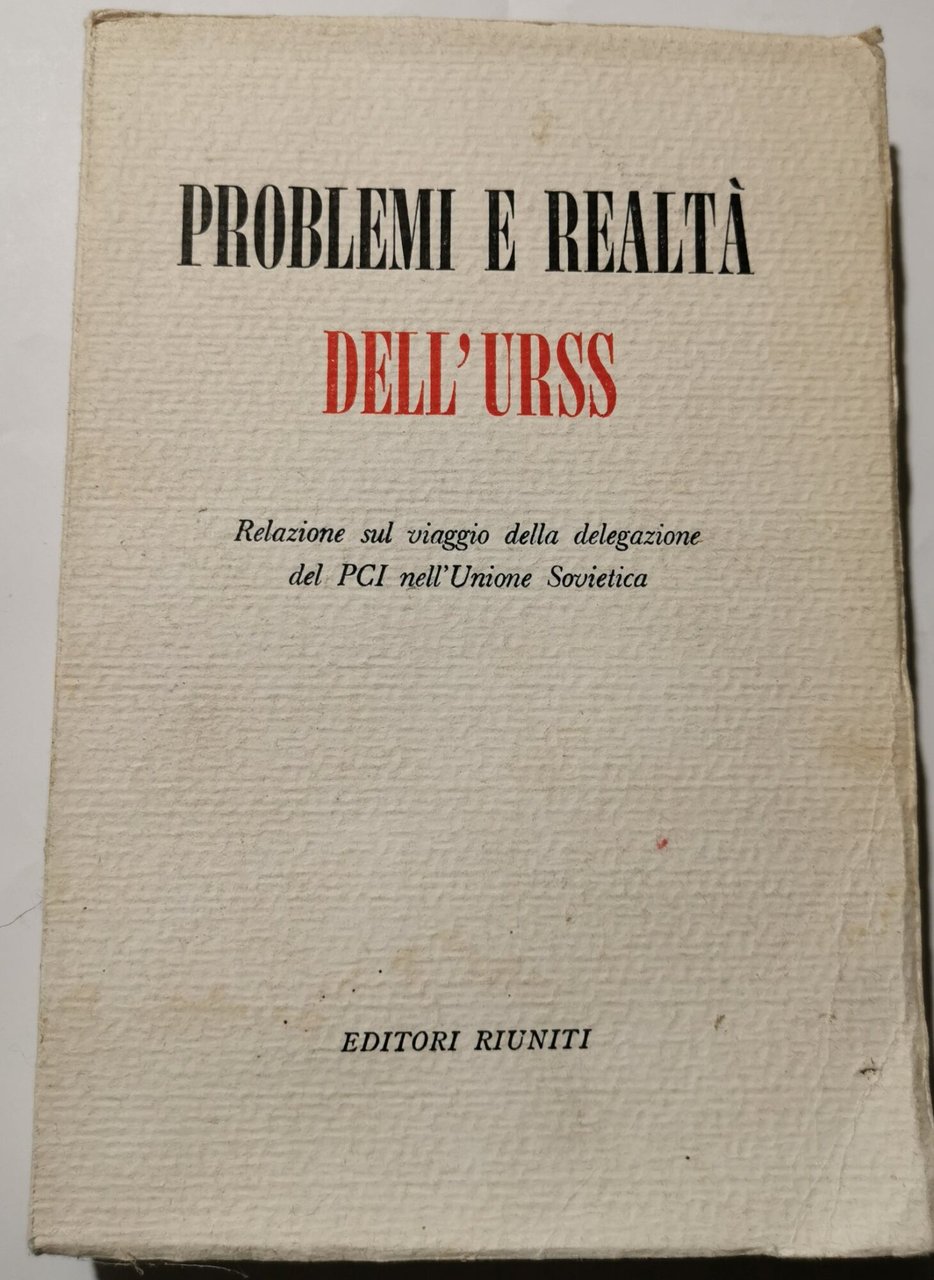 PROBLEMI E REALTÀ
DELL'URSS
Relazione sul viaggio della delegazione
del PCI nell'Unione Sovietica
EDITORI RIUNITI